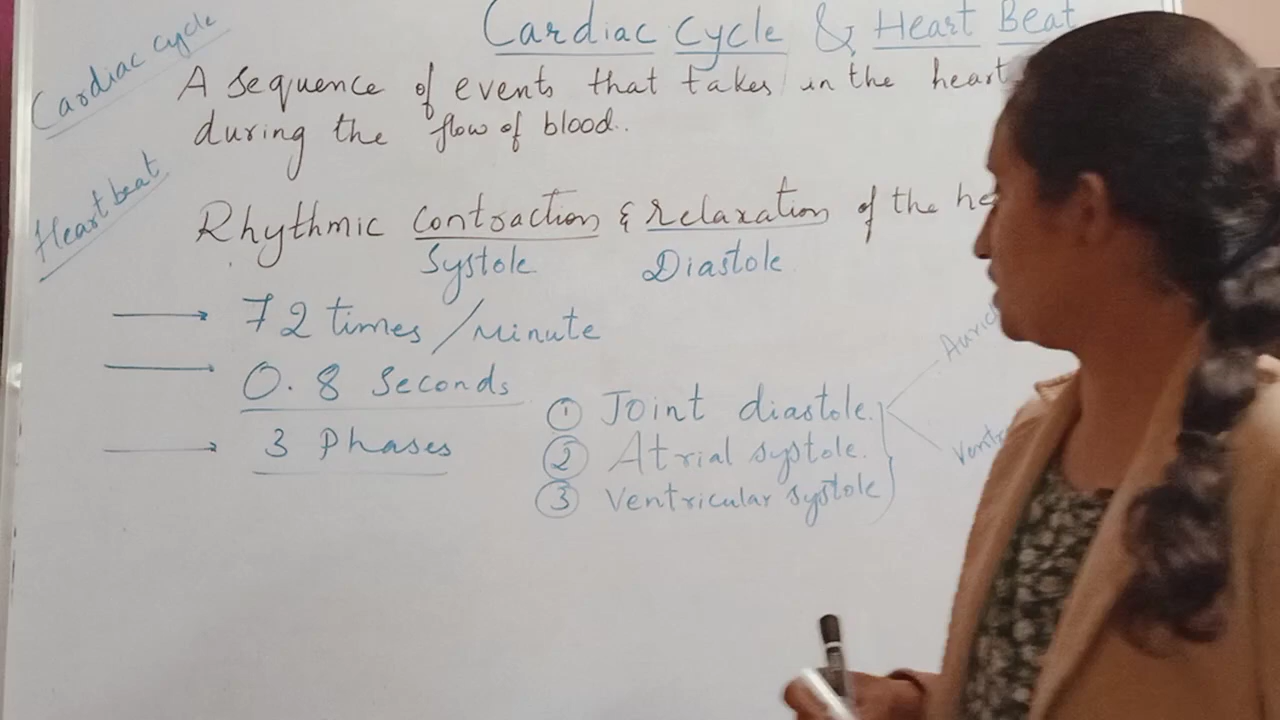 Cardiac Cycle & Heart Beat
Cardiac Cycle
A sequence of events that takes in the heart
during the flow of blood.
Heart beat
Rhythmic contraction & relaxation of the
Systole Diastole
72 times / Minute
0.8 Seconds
3 Phases
① Joint diastole.
② Atrial systole.
③ Ventricular systole